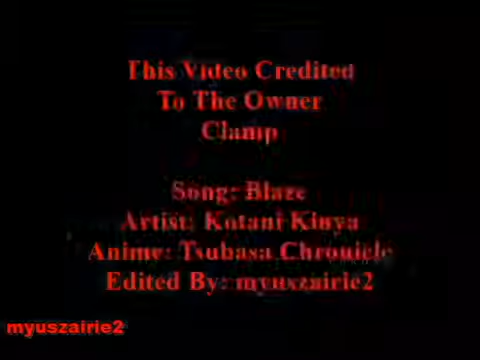 This Video Credited
To The Owner
Clamp
Song: Blaze
Artist: Kotani Kinya
Anime: Tsubasa Chronicle
Edited By: myuszairie2
myuszairie2